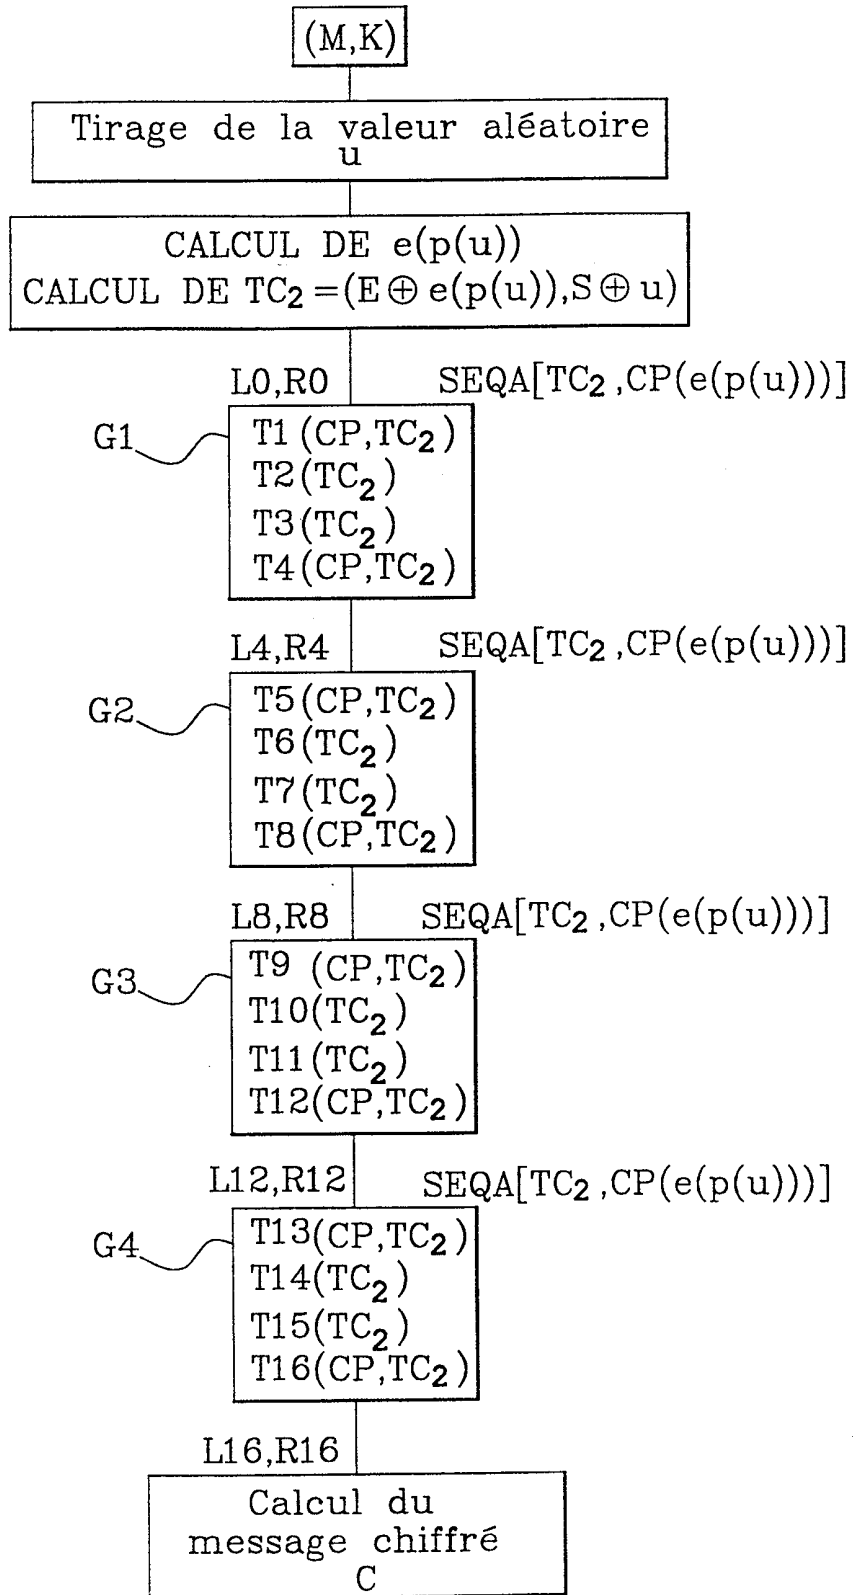 (M,K)
Tirage de la valeur aléatoire
u
CALCUL DE e(p(u))
CALCUL DE TC₂ =(E ⊕ e(p(u)),S ⊕ u)
L0,R0 SEQA[TC₂ ,CP(e(p(u)))]
G1
T1 (CP,TC₂)
T2(TC₂)
T3(TC₂)
T4(CP,TC₂)
L4,R4 SEQA[TC₂ ,CP(e(p(u)))]
G2
T5(CP,TC₂)
T6(TC₂)
T7(TC₂)
T8(CP,TC₂)
L8,R8 SEQA[TC₂ ,CP(e(p(u)))]
G3
T9 (CP,TC₂)
T10(TC₂)
T11(TC₂)
T12(CP,TC₂)
L12,R12 SEQA[TC₂ ,CP(e(p(u)))]
G4
T13(CP,TC₂)
T14(TC₂)
T15(TC₂)
T16(CP,TC₂)
L16,R16
Calcul du
message chiffré
C